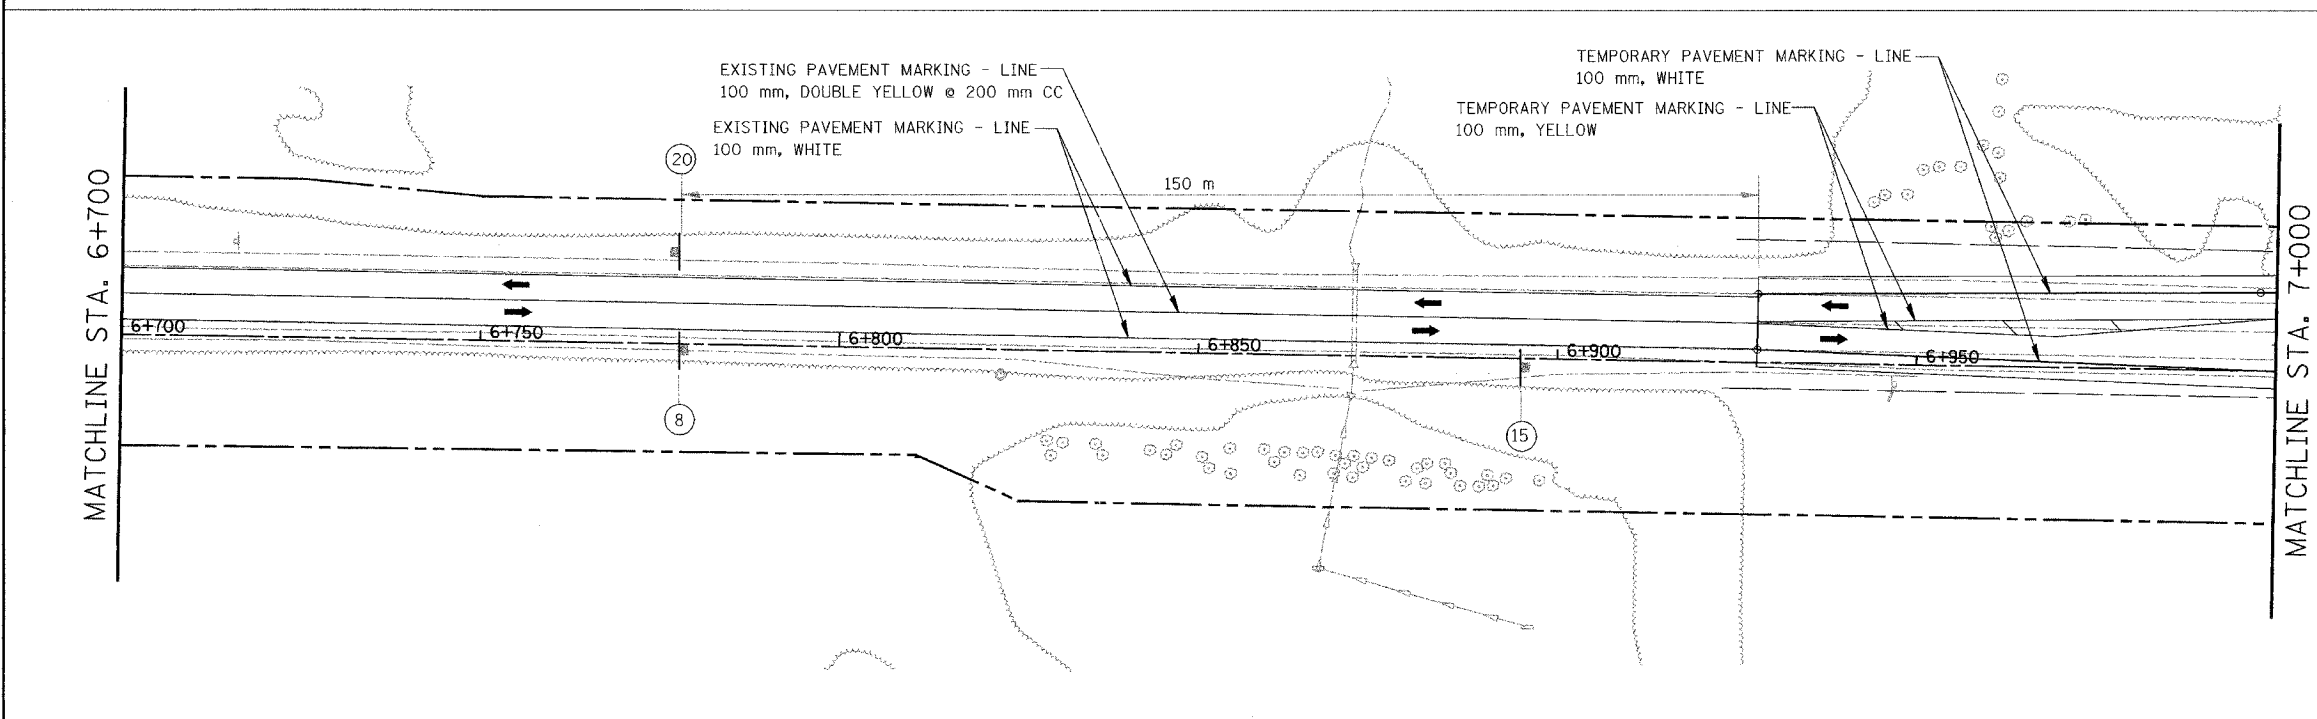 EXISTING PAVEMENT MARKING - LINE
100 mm, DOUBLE YELLOW @ 200 mm CC
EXISTING PAVEMENT MARKING - LINE
100 mm, WHITE
TEMPORARY PAVEMENT MARKING - LINE
100 mm, WHITE
TEMPORARY PAVEMENT MARKING - LINE
100 mm, YELLOW
20
150 m
MATCHLINE STA. 6+700
6+700
6+750
6+800
6+850
6+900
6+950
8
15
MATCHLINE STA. 7+000